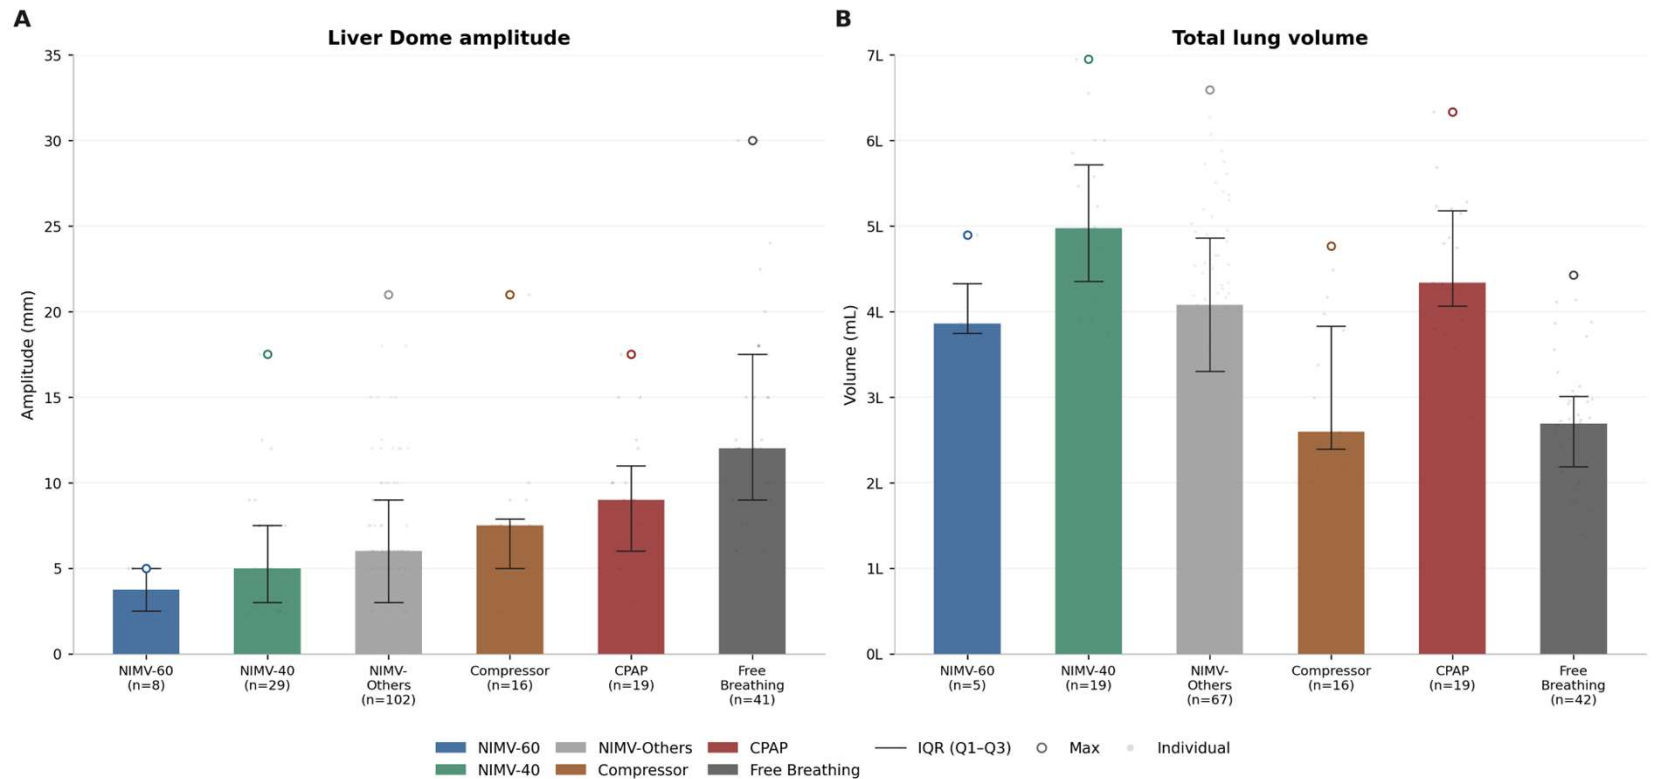 A
B
Liver Dome amplitude
Total lung volume
Amplitude (mm)
35
30
25
20
15
10
5
0
NIMV-60
(n=8)
NIMV-40
(n=29)
NIMV-
Others
(n=102)
Compressor
(n=16)
CPAP
(n=19)
Free
Breathing
(n=41)
Volume (mL)
7L
6L
5L
4L
3L
2L
1L
0L
NIMV-60
(n=5)
NIMV-40
(n=19)
NIMV-
Others
(n=67)
Compressor
(n=16)
CPAP
(n=19)
Free
Breathing
(n=42)
NIMV-60
NIMV-40
NIMV-Others
Compressor
CPAP
Free Breathing
IQR (Q1–Q3)
Max
Individual